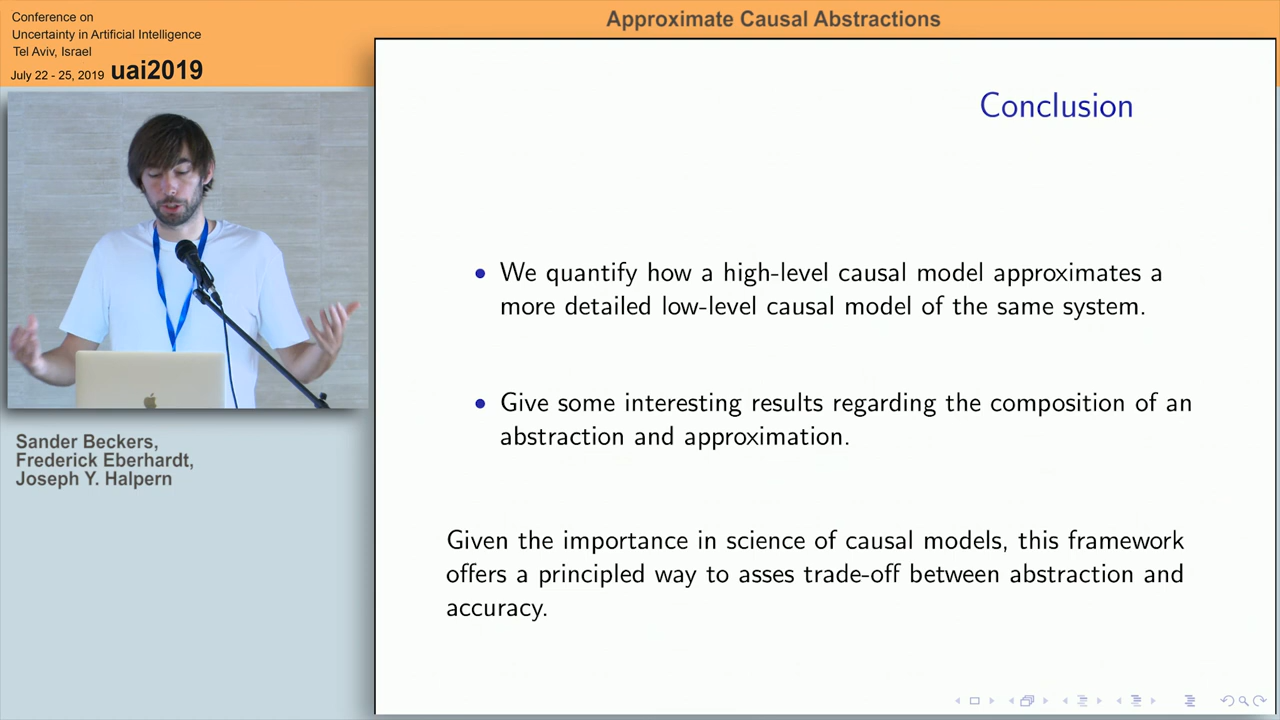 Conference on
Uncertainty in Artificial Intelligence
Tel Aviv, Israel
July 22 - 25, 2019 uai2019
Approximate Causal Abstractions
Sander Beckers,
Frederick Eberhardt,
Joseph Y. Halpern
Conclusion
• We quantify how a high-level causal model approximates a
more detailed low-level causal model of the same system.
• Give some interesting results regarding the composition of an
abstraction and approximation.
Given the importance in science of causal models, this framework
offers a principled way to asses trade-off between abstraction and
accuracy.